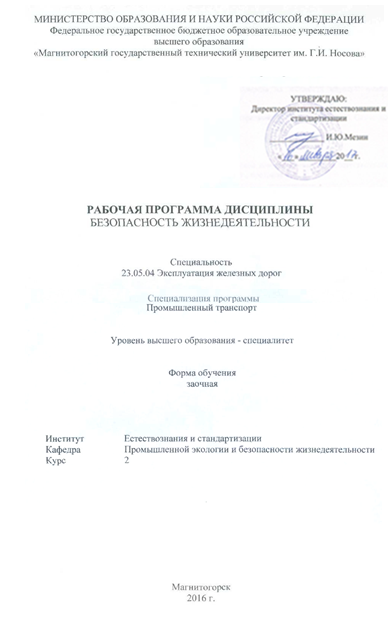 МИНИСТЕРСТВО ОБРАЗОВАНИЯ И НАУКИ РОССИЙСКОЙ ФЕДЕРАЦИИ
Федеральное государственное бюджетное образовательное учреждение
высшего образования
«Магнитогорский государственный технический университет им. Г.И. Носова»
УТВЕРЖДАЮ:
Директор института естествознания и
стандартизации
И.Ю.Мезин
РАБОЧАЯ ПРОГРАММА ДИСЦИПЛИНЫ
БЕЗОПАСНОСТЬ ЖИЗНЕДЕЯТЕЛЬНОСТИ
Специальность
23.05.04 Эксплуатация железных дорог
Специализация программы
Промышленный транспорт
Уровень высшего образования - специалитет
Форма обучения
заочная
Институт Естествознания и стандартизации
Кафедра Промышленной экологии и безопасности жизнедеятельности
Курс 2
Магнитогорск
2016 г.